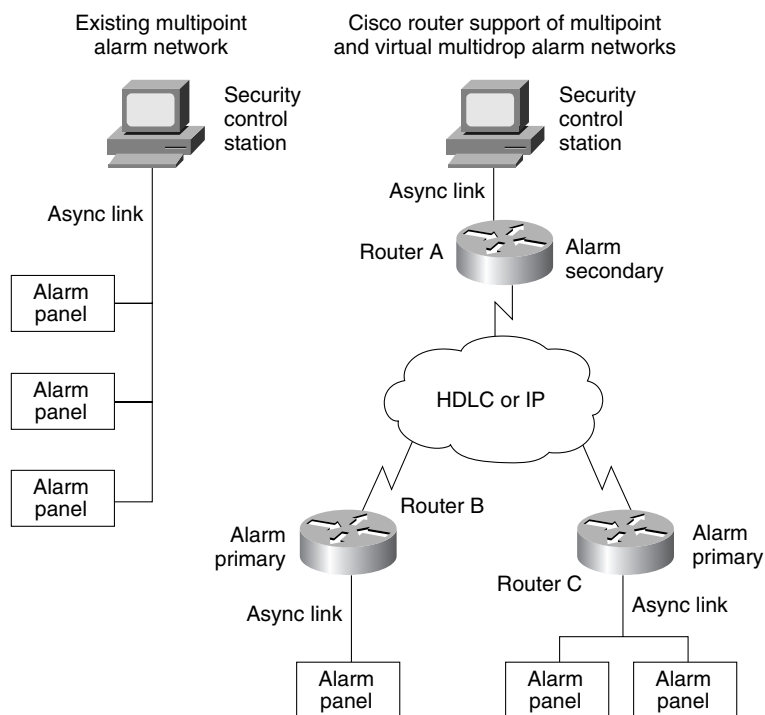 Existing multipoint
alarm network
Security
control
station
Async link
Alarm
panel
Alarm
panel
Alarm
panel
Cisco router support of multipoint
and virtual multidrop alarm networks
Security
control
station
Async link
Router A
Alarm
secondary
HDLC or IP
Router B
Alarm
primary
Async link
Alarm
panel
Alarm
primary
Router C
Async link
Alarm
panel
Alarm
panel